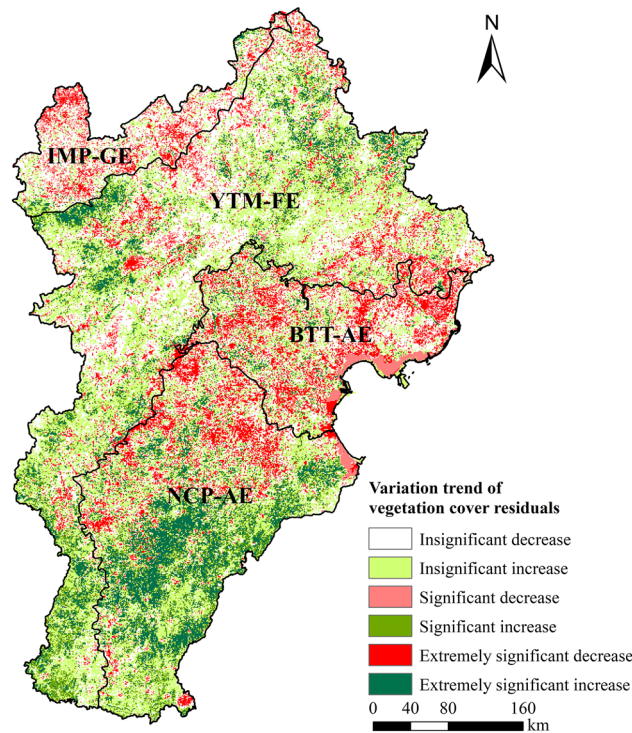 N
IMP-GE
YTM-FE
BTT-AE
NCP-AE
Variation trend of
vegetation cover residuals
Insignificant decrease
Insignificant increase
Significant decrease
Significant increase
Extremely significant decrease
Extremely significant increase
0 40 80 160
km